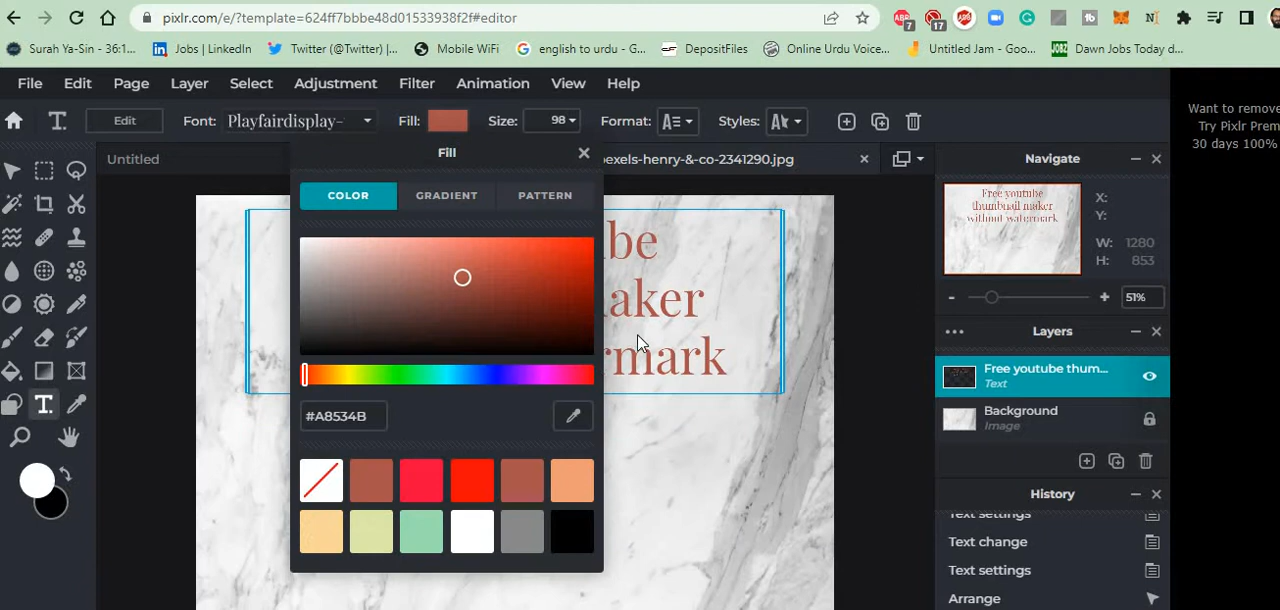 pixlr.com/e/?template=624ff7bbbe48d01533938f2f#editor
7 17
Surah Ya-Sin - 36:1...
Jobs | LinkedIn
Twitter (@Twitter) |...
Mobile WiFi
english to urdu - G...
DepositFiles
Online Urdu Voice...
Untitled Jam - Goo...
Dawn Jobs Today d...
File Edit Page Layer Select Adjustment Filter Animation View Help
Want to remove
Try Pixlr Prem
30 days 100%
Edit Font: Playfairdisplay- Fill: Size: 98 Format: Styles:
Untitled
pexels-henry-&-co-2341290.jpg
Fill
COLOR GRADIENT PATTERN
#A8534B
be
aker
rmark
Navigate
Free youtube
thumbnail maker
without watermark
X:
Y:
W: 1280
H: 853
51%
Layers
Free youtube thum...
Text
Background
Image
History
Text settings
Text change
Text settings
Arrange